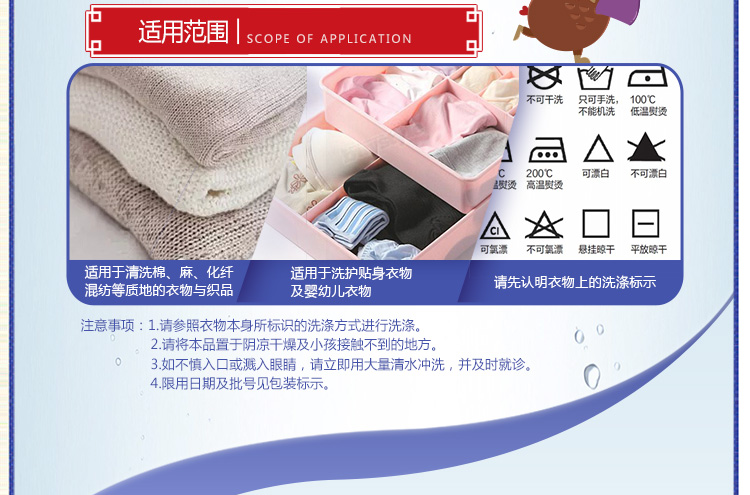 适用范围 | SCOPE OF APPLICATION
不可干洗
只可手洗，
不能机洗
100℃
低温熨烫
℃
温熨烫
200℃
高温熨烫
可漂白
不可漂白
Cl
可氯漂
不可氯漂
悬挂晾干
平放晾干
适用于清洗棉、麻、化纤
混纺等质地的衣物与织品
适用于洗护贴身衣物
及婴幼儿衣物
请先认明衣物上的洗涤标示
注意事项：1.请参照衣物本身所标识的洗涤方式进行洗涤。
2.请将本品置于阴凉干燥及小孩接触不到的地方。
3.如不慎入口或溅入眼睛，请立即用大量清水冲洗，并及时就诊。
4.限用日期及批号见包装标示。